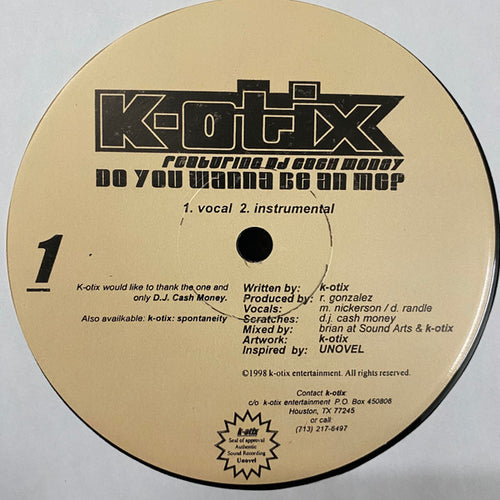 K-otix
featuring DJ Cash Money
Do you wanna be an MC?
1. vocal 2. instrumental
1
K-otix would like to thank the one and
only D.J. Cash Money.
Also availkable: k-otix: spontaneity
Written by: k-otix
Produced by: r. gonzalez
Vocals: m. nickerson / d. randle
Scratches: d.j. cash money
Mixed by: brian at Sound Arts & k-otix
Artwork: k-otix
Inspired by: UNOVEL
©1998 k-otix entertainment. All rights reserved.
Contact k-otix:
c/o k-otix entertainment P.O. Box 450806
Houston, TX 77245
or call:
(713) 217-6497
k-otix
Seal of approval
Authentic
Sound Recording
Unovel